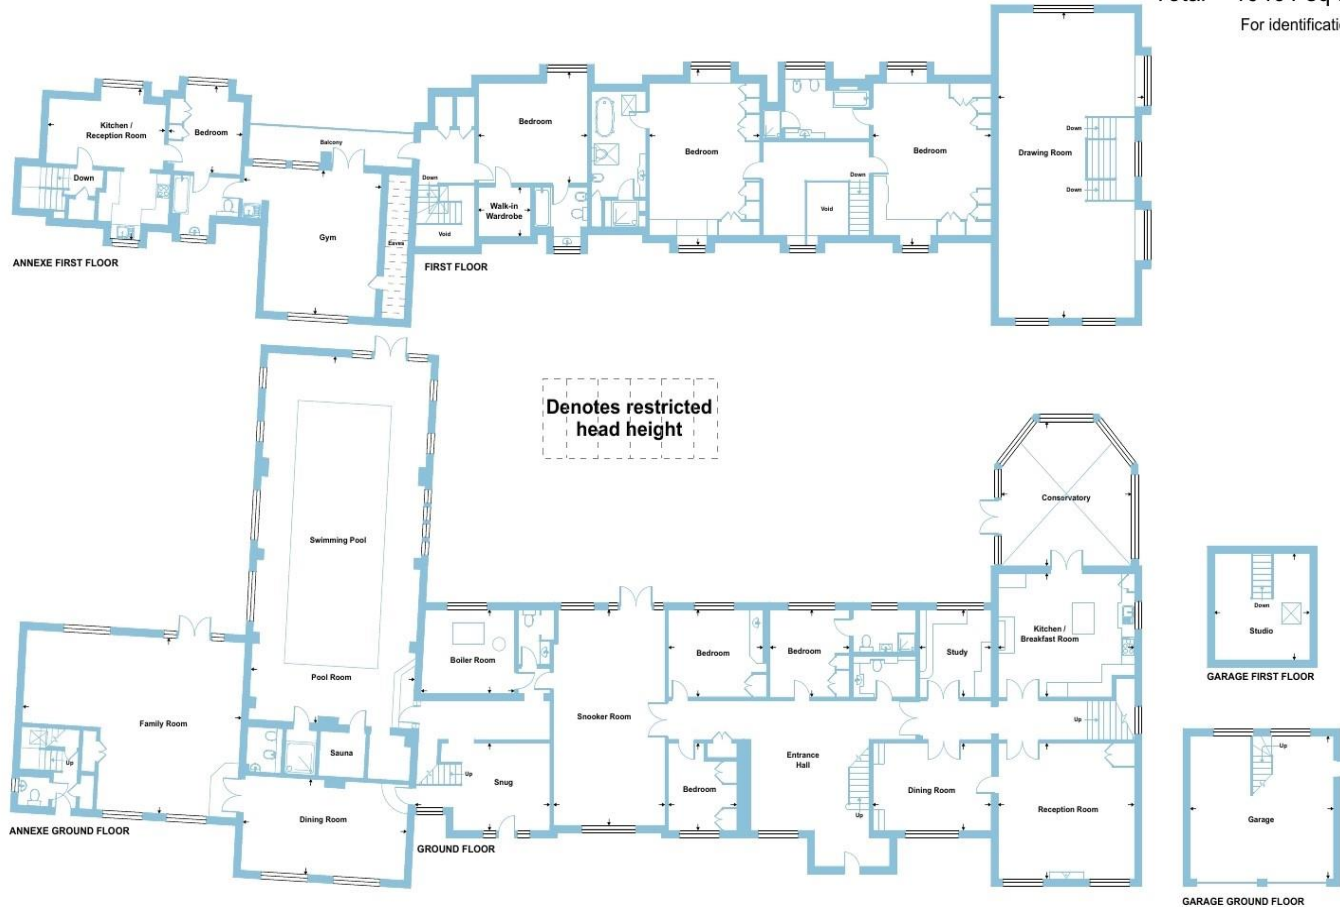 For identificati
Kitchen /
Reception Room
Bedroom
Down
Balcony
Gym
Eaves
ANNEXE FIRST FLOOR
Bedroom
Down
Void
Walk-in
Wardrobe
FIRST FLOOR
Bedroom
Void
Down
Bedroom
Drawing Room
Down
Down
Denotes restricted
head height
Swimming Pool
Pool Room
Sauna
Family Room
Up
Dining Room
ANNEXE GROUND FLOOR
Boiler Room
Snug
Up
Snooker Room
Bedroom
Bedroom
Bedroom
Entrance
Hall
Up
Study
Dining Room
Conservatory
Kitchen /
Breakfast Room
Up
Reception Room
GROUND FLOOR
Down
Studio
GARAGE FIRST FLOOR
Up
Garage
GARAGE GROUND FLOOR